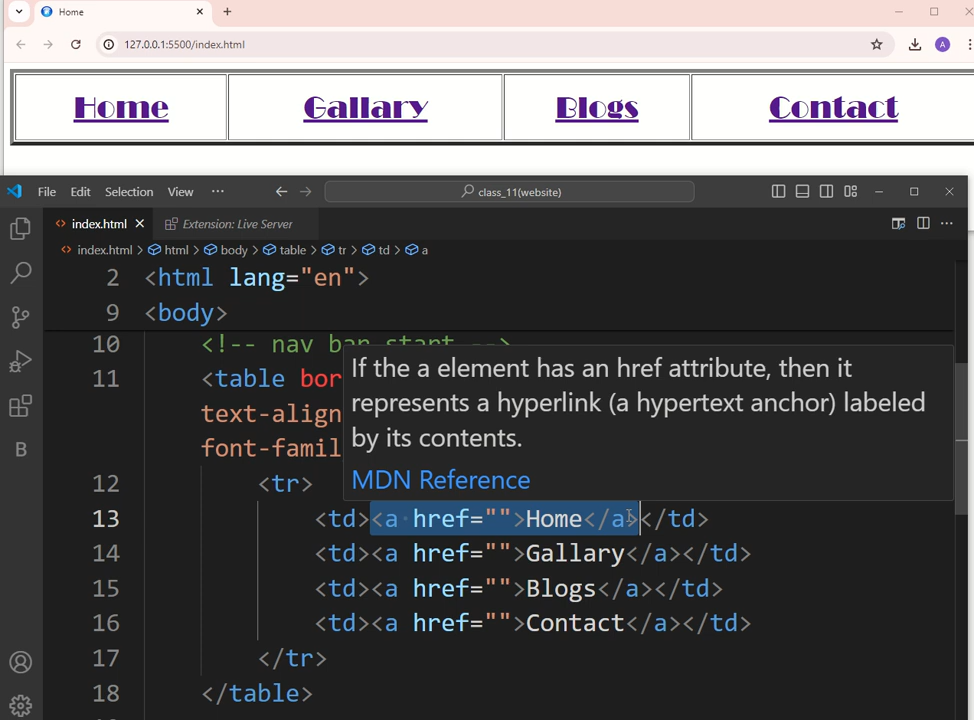 Home
127.0.0.1:5500/index.html
A
Home Gallary Blogs Contact
File Edit Selection View ··· class_11(website)
index.html Extension: Live Server
index.html > html > body > table > tr > td > a
2 <html lang="en">
9 <body>
10 <!-- nav bar start -->
11 <table bor
text-align
font-famil
If the a element has an href attribute, then it
represents a hyperlink (a hypertext anchor) labeled
by its contents.
MDN Reference
12 <tr>
13 <td><a href="">Home</a></td>
14 <td><a href="">Gallary</a></td>
15 <td><a href="">Blogs</a></td>
16 <td><a href="">Contact</a></td>
17 </tr>
18 </table>
B